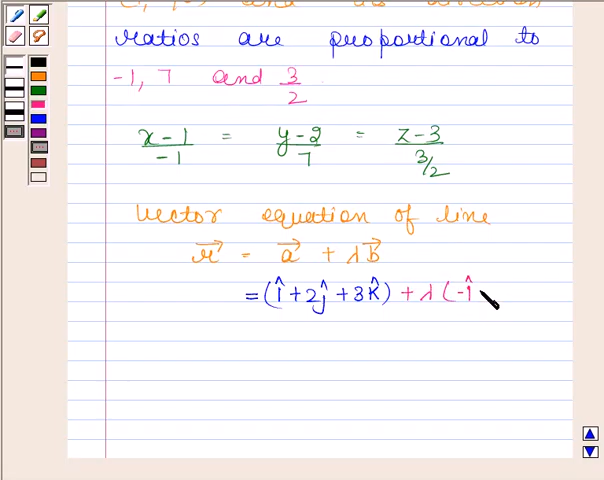 ratios are proportional to
-1, 7 and 3/2
x-1/-1 = y-2/7 = z-3/3/2
Vector equation of line
r⃗ = a⃗ + λb⃗
= (î + 2ĵ + 3k̂) + λ(-î